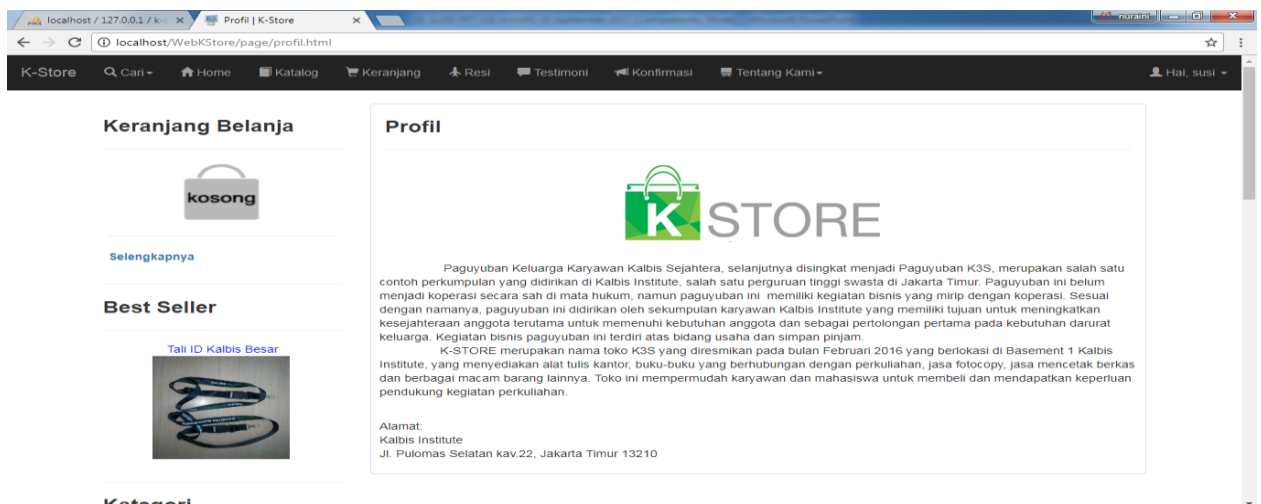 localhost / 127.0.0.1 / k-
Profil | K-Store
nuraini
localhost/WebKStore/page/profil.html
K-Store Cari Home Katalog Keranjang Resi Testimoni Konfirmasi Tentang Kami Hai, susi
Keranjang Belanja
kosong
Selengkapnya
Best Seller
Tali ID Kalbis Besar
Kategori
Profil
K STORE
Paguyuban Keluarga Karyawan Kalbis Sejahtera, selanjutnya disingkat menjadi Paguyuban K3S, merupakan salah satu
contoh perkumpulan yang didirikan di Kalbis Institute, salah satu perguruan tinggi swasta di Jakarta Timur. Paguyuban ini belum
menjadi koperasi secara sah di mata hukum, namun paguyuban ini memiliki kegiatan bisnis yang mirip dengan koperasi. Sesuai
dengan namanya, paguyuban ini didirikan oleh sekumpulan karyawan Kalbis Institute yang memiliki tujuan untuk meningkatkan
kesejahteraan anggota terutama untuk memenuhi kebutuhan anggota dan sebagai pertolongan pertama pada kebutuhan darurat
keluarga. Kegiatan bisnis paguyuban ini terdiri atas bidang usaha dan simpan pinjam.
K-STORE merupakan nama toko K3S yang diresmikan pada bulan Februari 2016 yang berlokasi di Basement 1 Kalbis
Institute, yang menyediakan alat tulis kantor, buku-buku yang berhubungan dengan perkuliahan, jasa fotocopy, jasa mencetak berkas
dan berbagai macam barang lainnya. Toko ini mempermudah karyawan dan mahasiswa untuk membeli dan mendapatkan keperluan
pendukung kegiatan perkuliahan.
Alamat:
Kalbis Institute
Jl. Pulomas Selatan kav.22, Jakarta Timur 13210